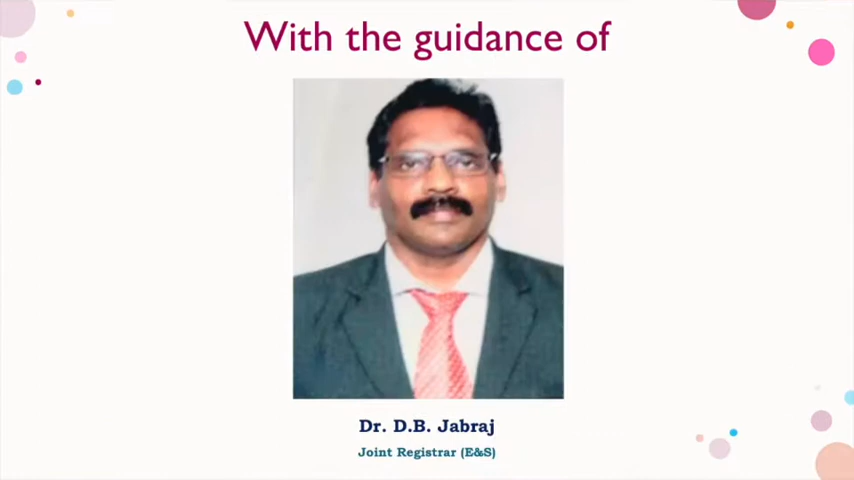 With the guidance of
Dr. D.B. Jabraj
Joint Registrar (E&S)